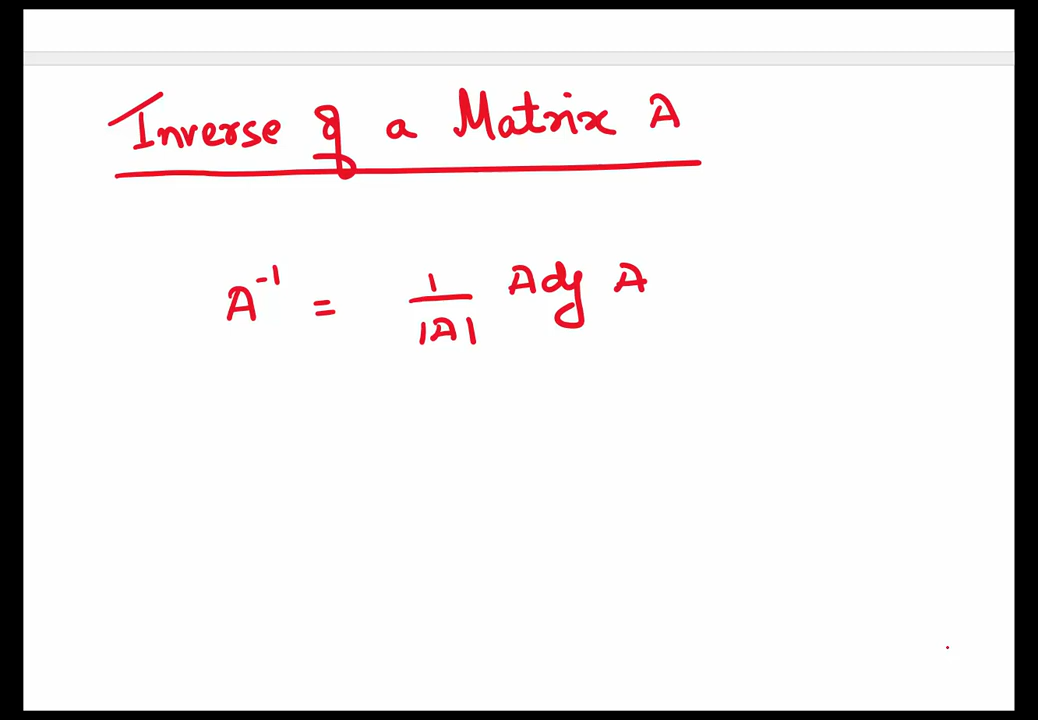 Inverse of a Matrix A
A⁻¹ = 1/|A| Adj A